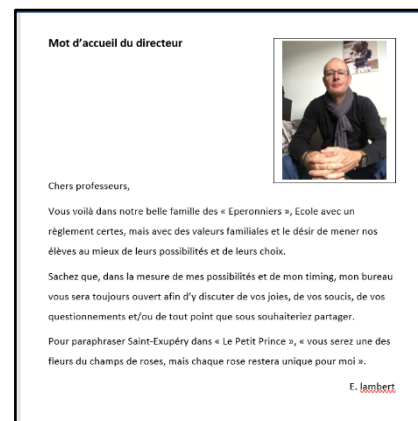 Mot d’accueil du directeur
Chers professeurs,
Vous voilà dans notre belle famille des « Eperonniers », Ecole avec un
règlement certes, mais avec des valeurs familiales et le désir de mener nos
élèves au mieux de leurs possibilités et de leurs choix.
Sachez que, dans la mesure de mes possibilités et de mon timing, mon bureau
vous sera toujours ouvert afin d’y discuter de vos joies, de vos soucis, de vos
questionnements et/ou de tout point que sous souhaiteriez partager.
Pour paraphraser Saint-Exupéry dans « Le Petit Prince », « vous serez une des
fleurs du champs de roses, mais chaque rose restera unique pour moi ».
E. lambert